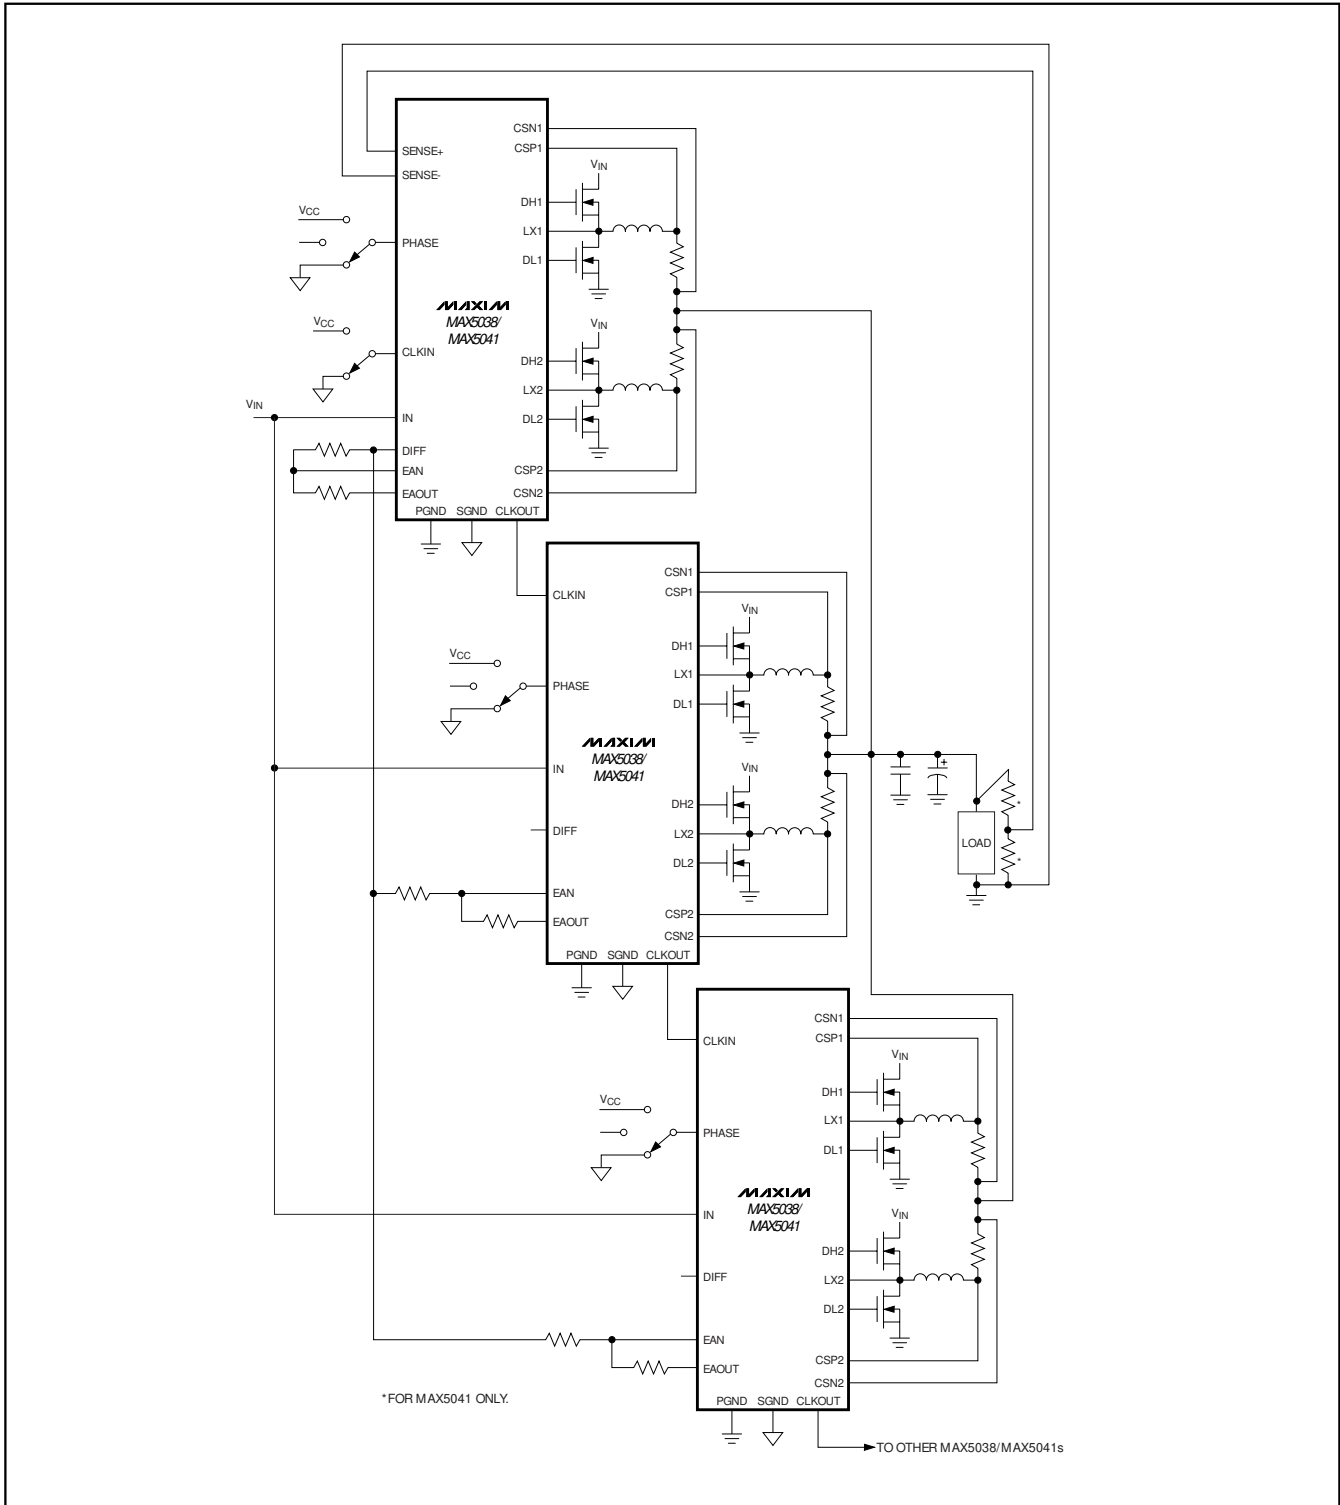 CSN1
CSP1
SENSE+
SENSE-
VIN
DH1
VCC
LX1
PHASE
DL1
MAXIM
MAX5038/
MAX5041
VCC
VIN
CLKIN
DH2
LX2
VIN
IN
DL2
DIFF
EAN
CSP2
EAOUT
CSN2
PGND SGND CLKOUT
CSN1
CSP1
CLKIN
VIN
DH1
VCC
LX1
PHASE
DL1
MAXIM
MAX5038/
MAX5041
IN
VIN
+
DH2
*
DIFF
LX2
LOAD
*
DL2
EAN
CSP2
EAOUT
CSN2
PGND SGND CLKOUT
CSN1
CSP1
CLKIN
VIN
DH1
VCC
LX1
PHASE
DL1
MAXIM
MAX5038/
MAX5041
IN
VIN
DH2
DIFF
LX2
DL2
EAN
CSP2
EAOUT
CSN2
*FOR MAX5041 ONLY.
PGND SGND CLKOUT
TO OTHER MAX5038/MAX5041s